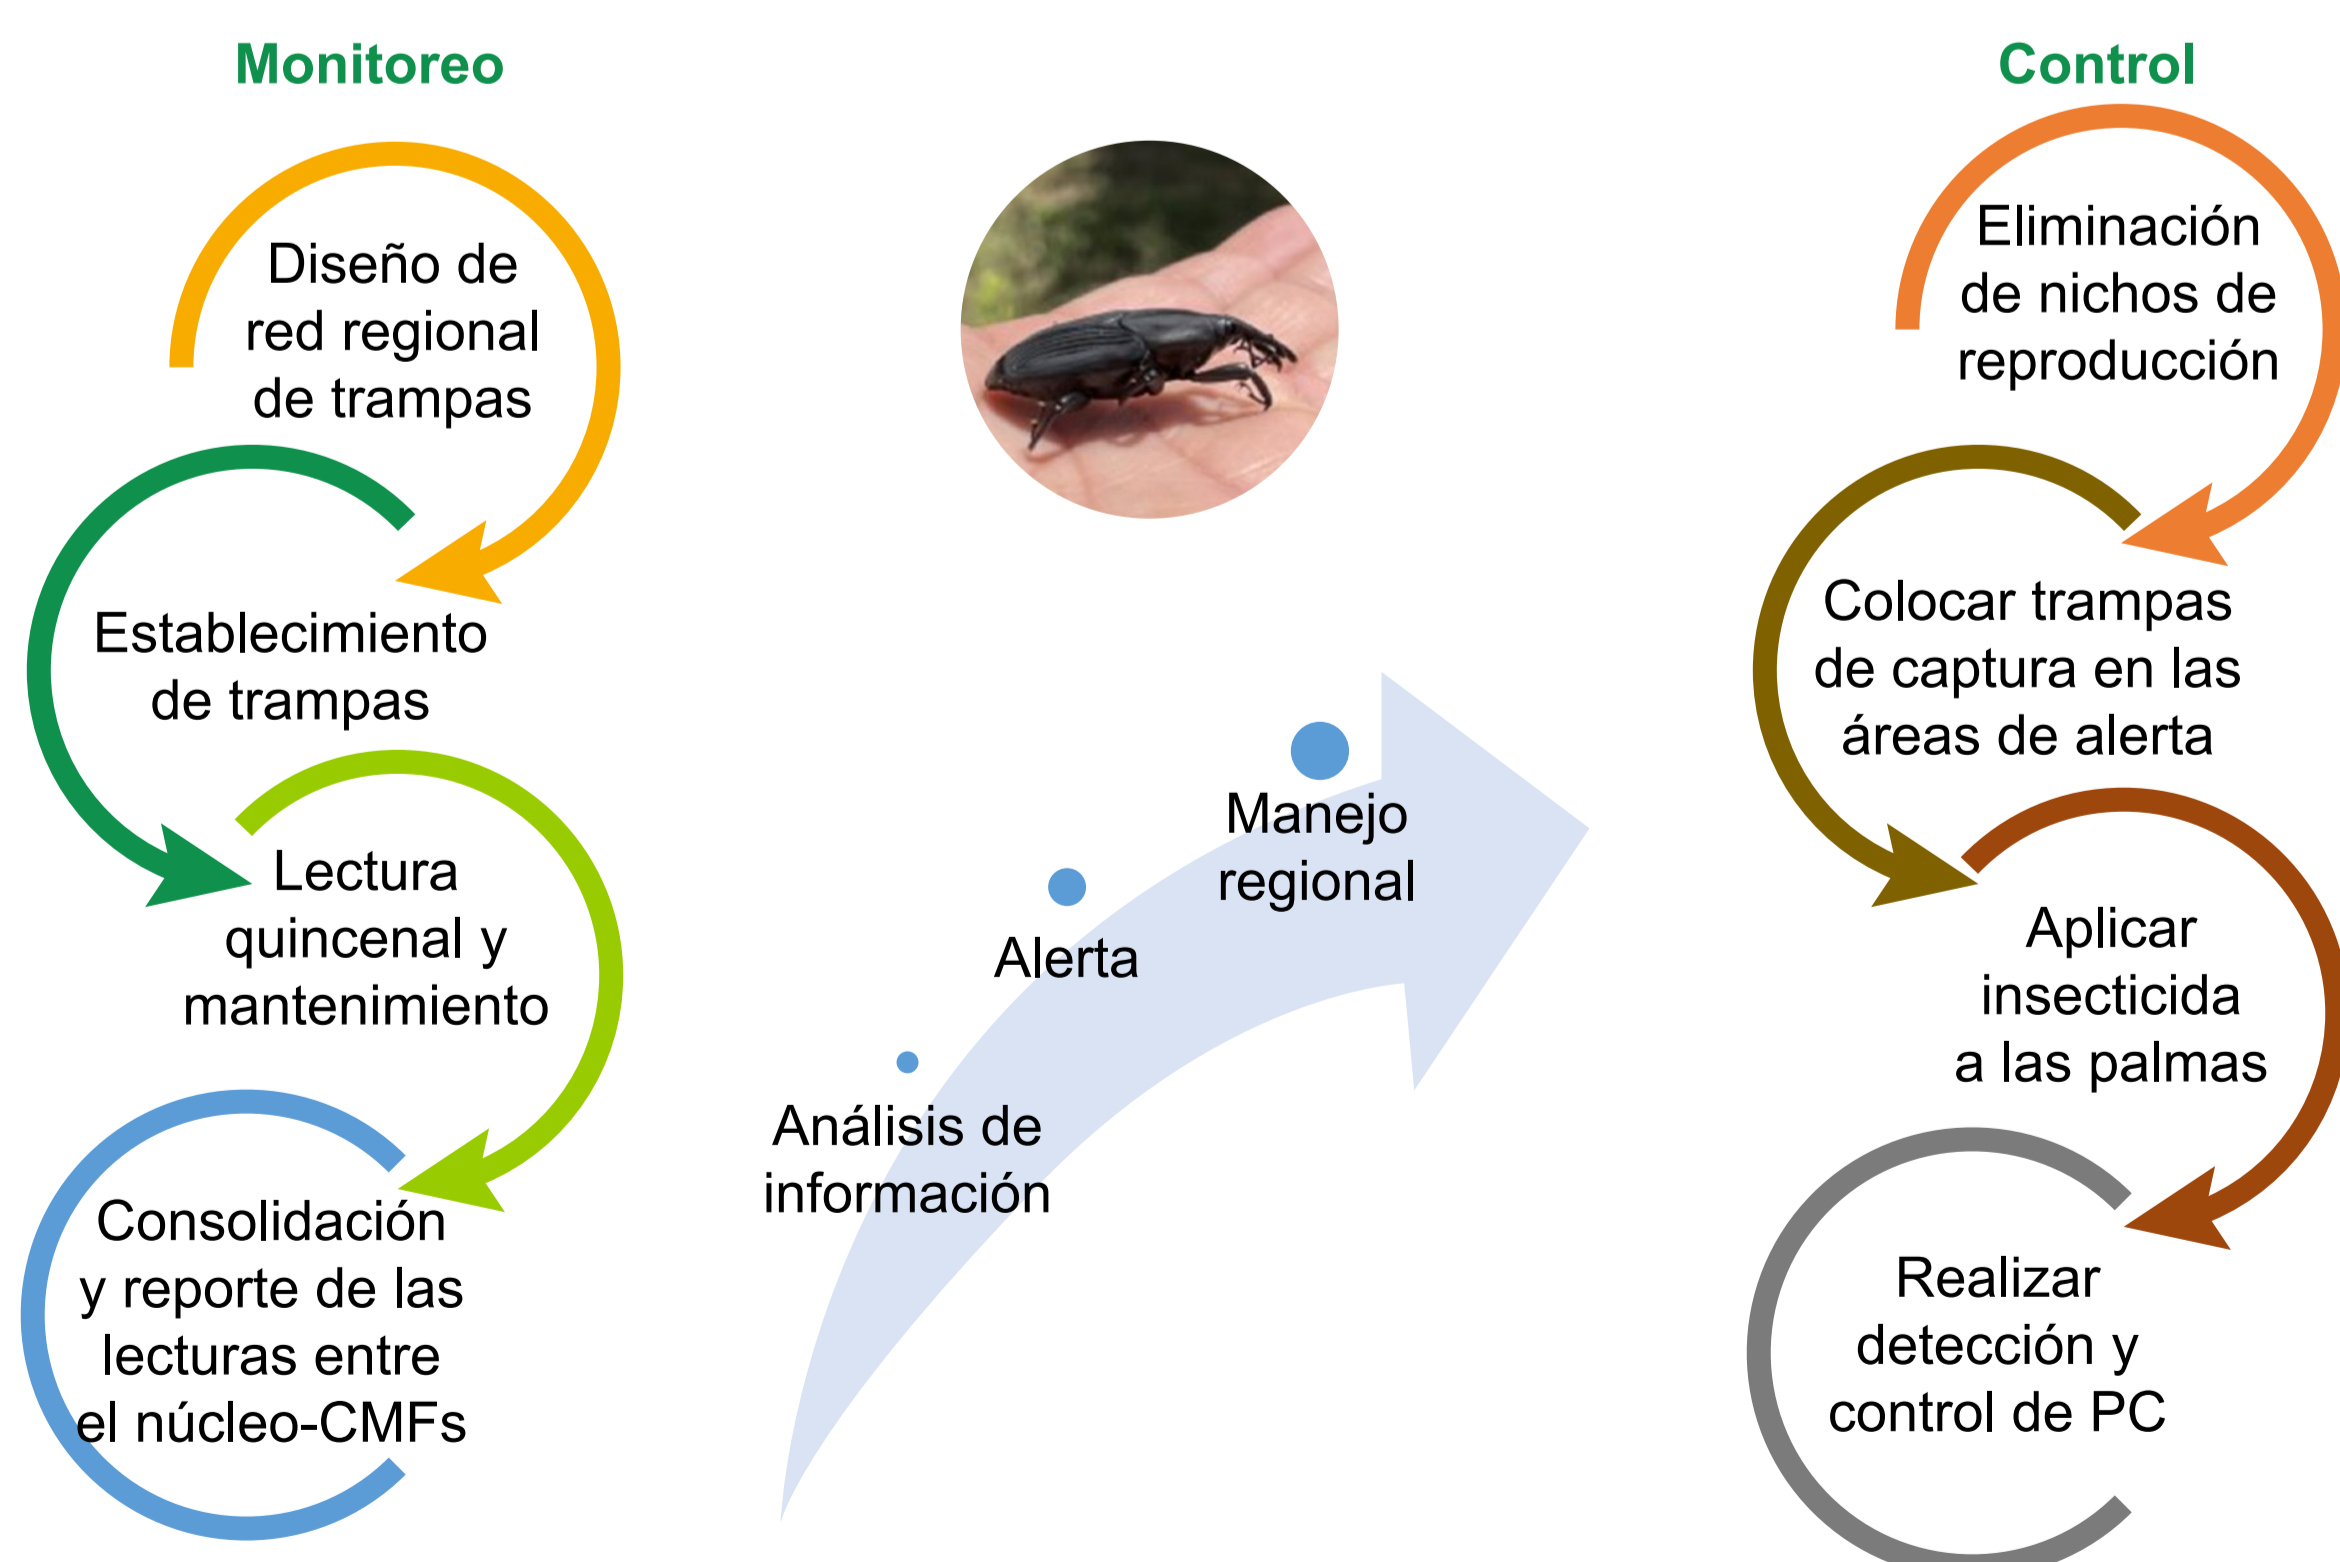 Monitoreo
Diseño de
red regional
de trampas
Establecimiento
de trampas
Lectura
quincenal y
mantenimiento
Consolidación
y reporte de las
lecturas entre
el núcleo-CMFs
Análisis de
información
Alerta
Manejo
regional
Control
Eliminación
de nichos de
reproducción
Colocar trampas
de captura en las
áreas de alerta
Aplicar
insecticida
a las palmas
Realizar
detección y
control de PC